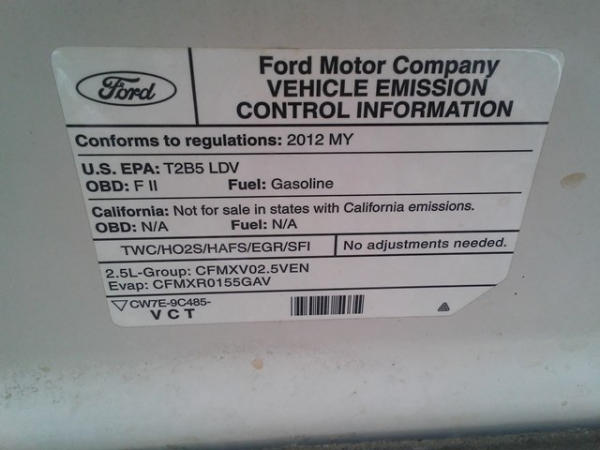 Ford
Ford Motor Company
VEHICLE EMISSION
CONTROL INFORMATION
Conforms to regulations: 2012 MY
U.S. EPA: T2B5 LDV
OBD: F II Fuel: Gasoline
California: Not for sale in states with California emissions.
OBD: N/A Fuel: N/A
TWC/HO2S/HAFS/EGR/SFI No adjustments needed.
2.5L-Group: CFMXV02.5VEN
Evap: CFMXR0155GAV
CW7E-9C485-
V C T